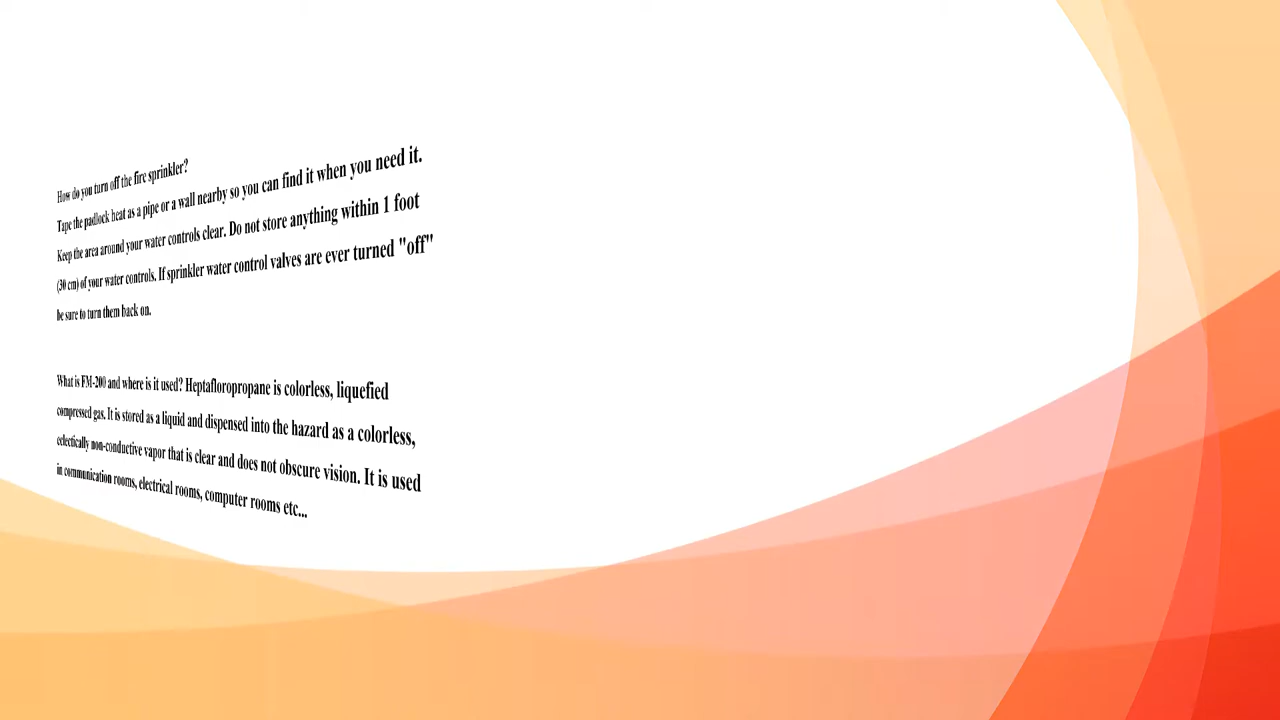 How do you turn off the fire sprinkler?
Tape the padlock heat as a pipe or a wall nearby so you can find it when you need it.
Keep the area around your water controls clear. Do not store anything within 1 foot
(30 cm) of your water controls. If sprinkler water control valves are ever turned "off"
be sure to turn them back on.
What is FM-200 and where is it used? Heptafloropropane is colorless, liquefied
compressed gas. It is stored as a liquid and dispensed into the hazard as a colorless,
eclectically non-conductive vapor that is clear and does not obscure vision. It is used
in communication rooms, electrical rooms, computer rooms etc...